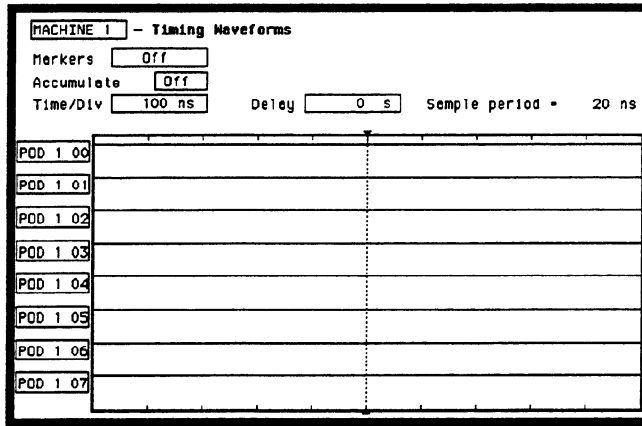 MACHINE 1 - Timing Waveforms
Markers Off
Accumulate Off
Time/Div 100 ns Delay 0 s Sample period = 20 ns
POD 1 00
POD 1 01
POD 1 02
POD 1 03
POD 1 04
POD 1 05
POD 1 06
POD 1 07